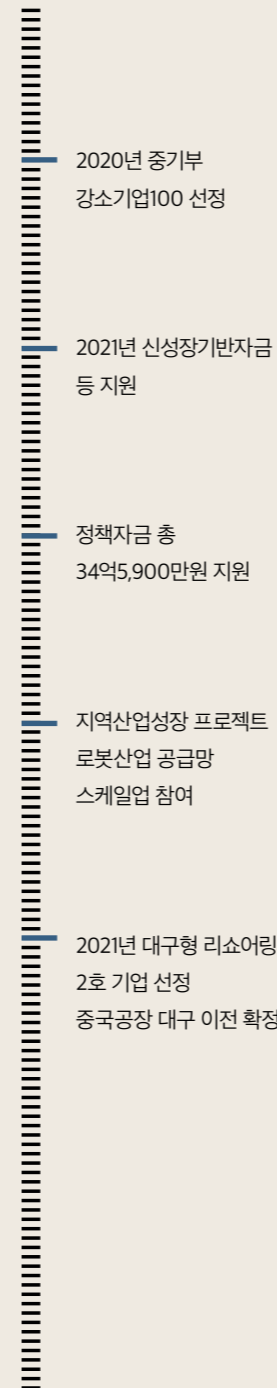 2020년 중기부
강소기업100 선정
2021년 신성장기반자금
등 지원
정책자금 총
34억5,900만원 지원
지역산업성장 프로젝트
로봇산업 공급망
스케일업 참여
2021년 대구형 리쇼어링
2호 기업 선정
중국공장 대구 이전 확정